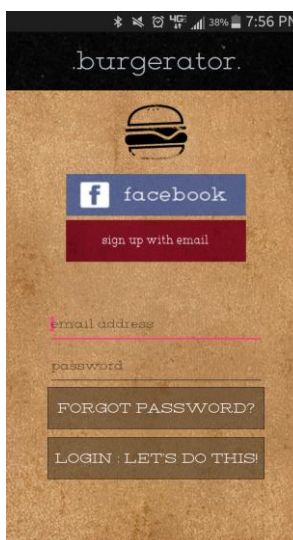 4G 38% 7:56 PM
.burgerator.
f facebook
sign up with email
email address
password
FORGOT PASSWORD?
LOGIN : LET'S DO THIS!